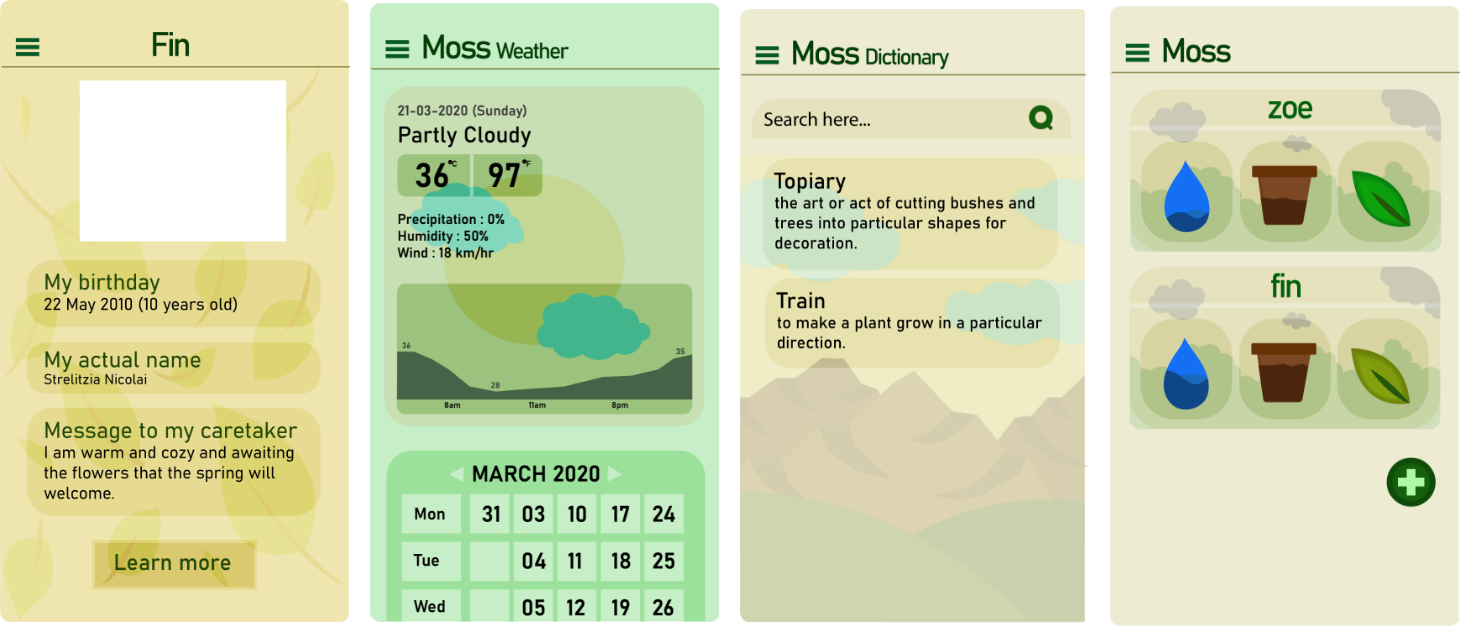 Fin
My birthday
22 May 2010 (10 years old)
My actual name
Strelitzia Nicolai
Message to my caretaker
I am warm and cozy and awaiting
the flowers that the spring will
welcome.
Learn more
Moss Weather
21-03-2020 (Sunday)
Partly Cloudy
36°C 97°F
Precipitation : 0%
Humidity : 50%
Wind : 18 km/hr
36
28
35
8am 11am 8pm
MARCH 2020
Mon 31 03 10 17 24
Tue 04 11 18 25
Wed 05 12 19 26
Moss Dictionary
Search here...
Topiary
the art or act of cutting bushes and
trees into particular shapes for
decoration.
Train
to make a plant grow in a particular
direction.
Moss
zoe
fin